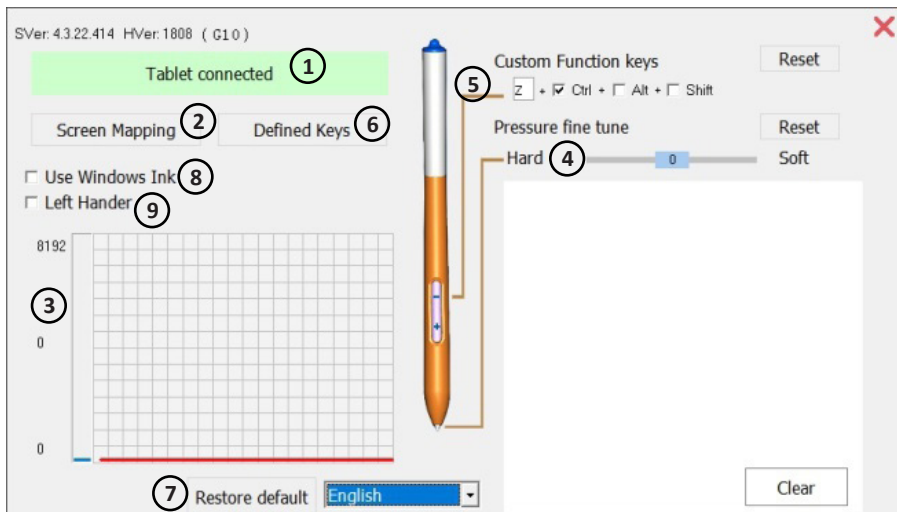 SVer: 4.3.22.414 HVer: 1808 ( G10 )
Tablet connected 1
Screen Mapping 2
Defined Keys 6
Use Windows Ink 8
Left Hander 9
8192
3
0
0
7 Restore default
English
5
Custom Function keys
Reset
Z + Ctrl + Alt + Shift
Pressure fine tune
Reset
Hard 4 0 Soft
- 
+
Clear